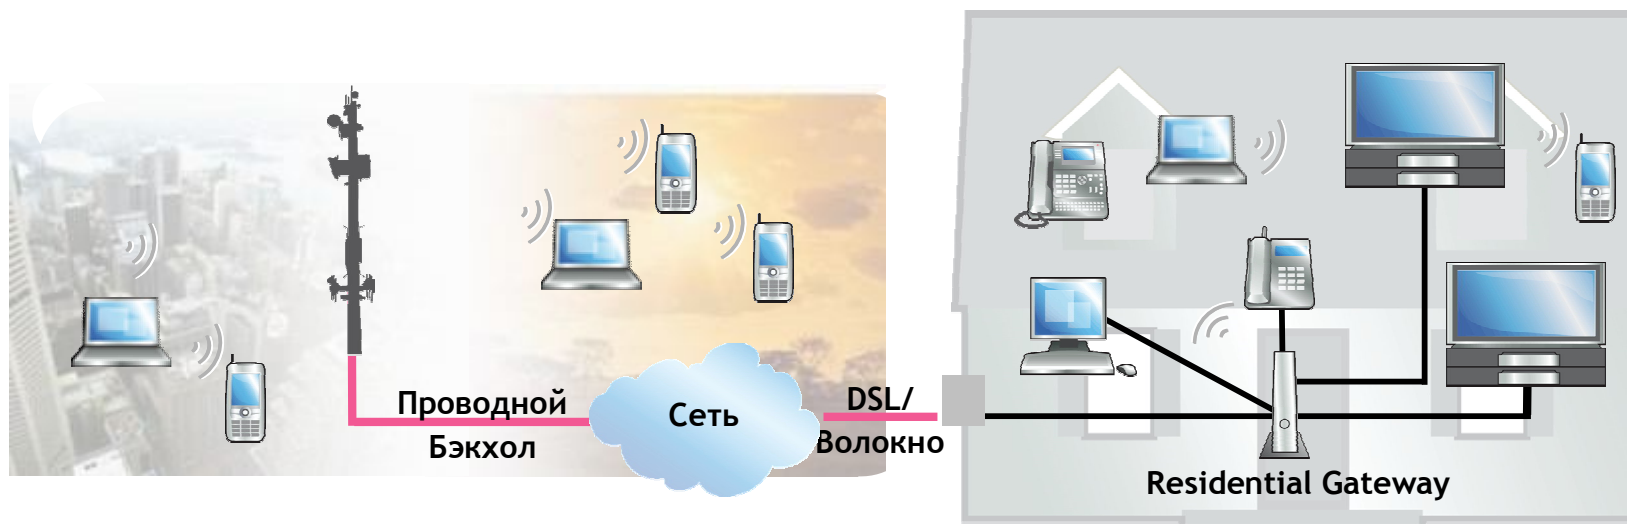 Проводной
Бэкхол
Сеть
DSL/
Волокно
Residential Gateway